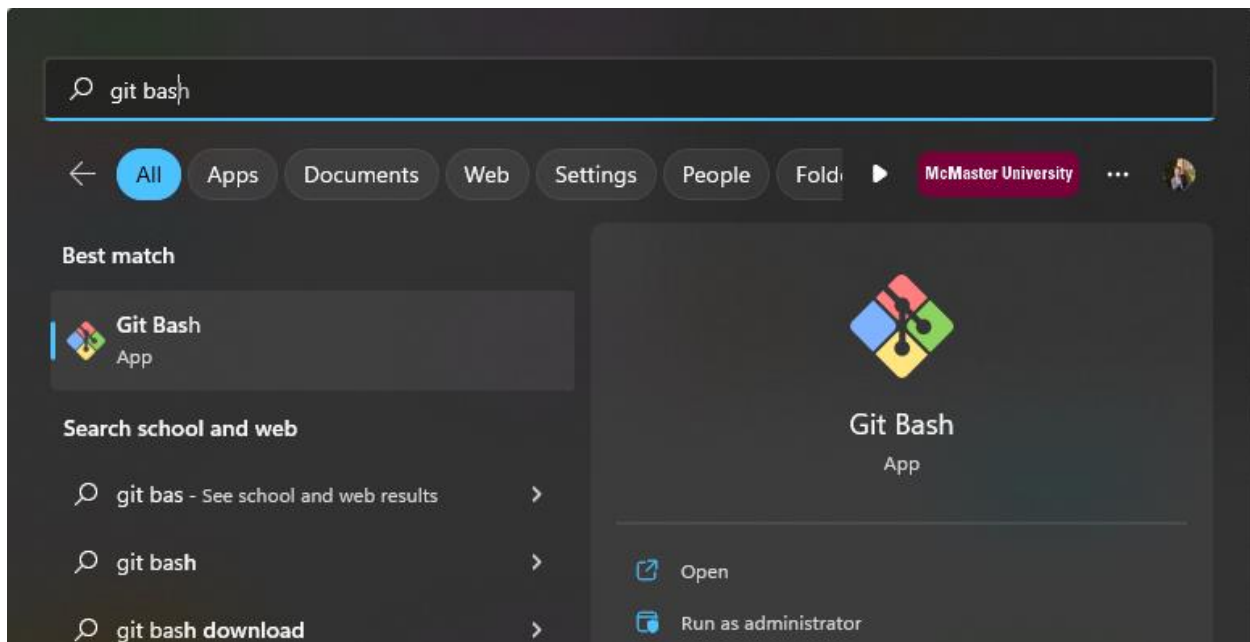 git bash
All Apps Documents Web Settings People Fold
McMaster University
Best match
Git Bash
App
Search school and web
git bas - See school and web results
git bash
git bash download
Git Bash
App
Open
Run as administrator